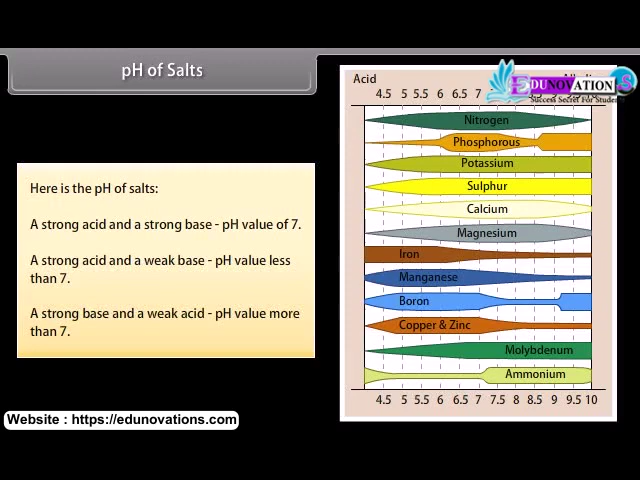 pH of Salts
Here is the pH of salts:
A strong acid and a strong base - pH value of 7.
A strong acid and a weak base - pH value less
than 7.
A strong base and a weak acid - pH value more
than 7.
Website : https://edunovations.com
Acid
EDUNOVATION S
Success Secret For Students
4.5 5 5.5 6 6.5 7
Nitrogen
Phosphorous
Potassium
Sulphur
Calcium
Magnesium
Iron
Manganese
Boron
Copper & Zinc
Molybdenum
Ammonium
4.5 5 5.5 6 6.5 7 7.5 8 8.5 9 9.5 10